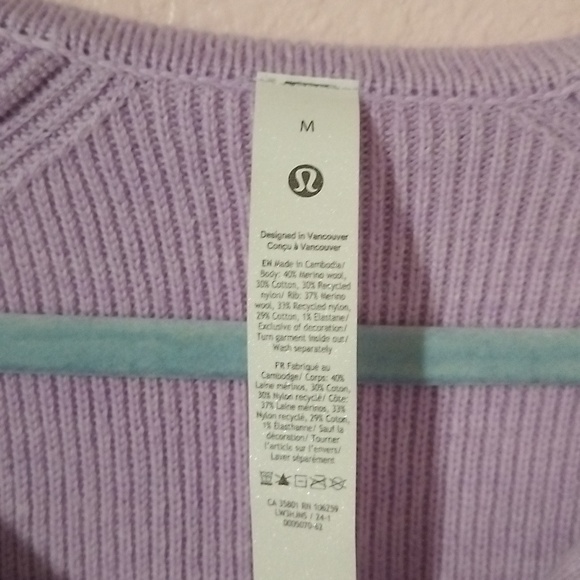 M
Designed in Vancouver
Conçu à Vancouver
EN Made in Cambodia/
Body: 40% Merino wool,
30% Cotton, 30% Recycled
nylon/ Rib: 37% Merino
wool, 33% Recycled nylon,
29% Cotton, 1% Elastane/
Exclusive of decoration/
Turn garment inside out/
Wash separately
FR Fabriqué au
Cambodge/ Corps: 40%
Laine mérinos, 30% Coton,
30% Nylon recyclé/ Côte:
37% Laine mérinos, 33%
Nylon recyclé, 29% Coton,
1% Élasthanne/ Sauf la
décoration/ Tourner
l'article sur l'envers/
Laver séparément
CA 35801 RN 106259
/ 24-1